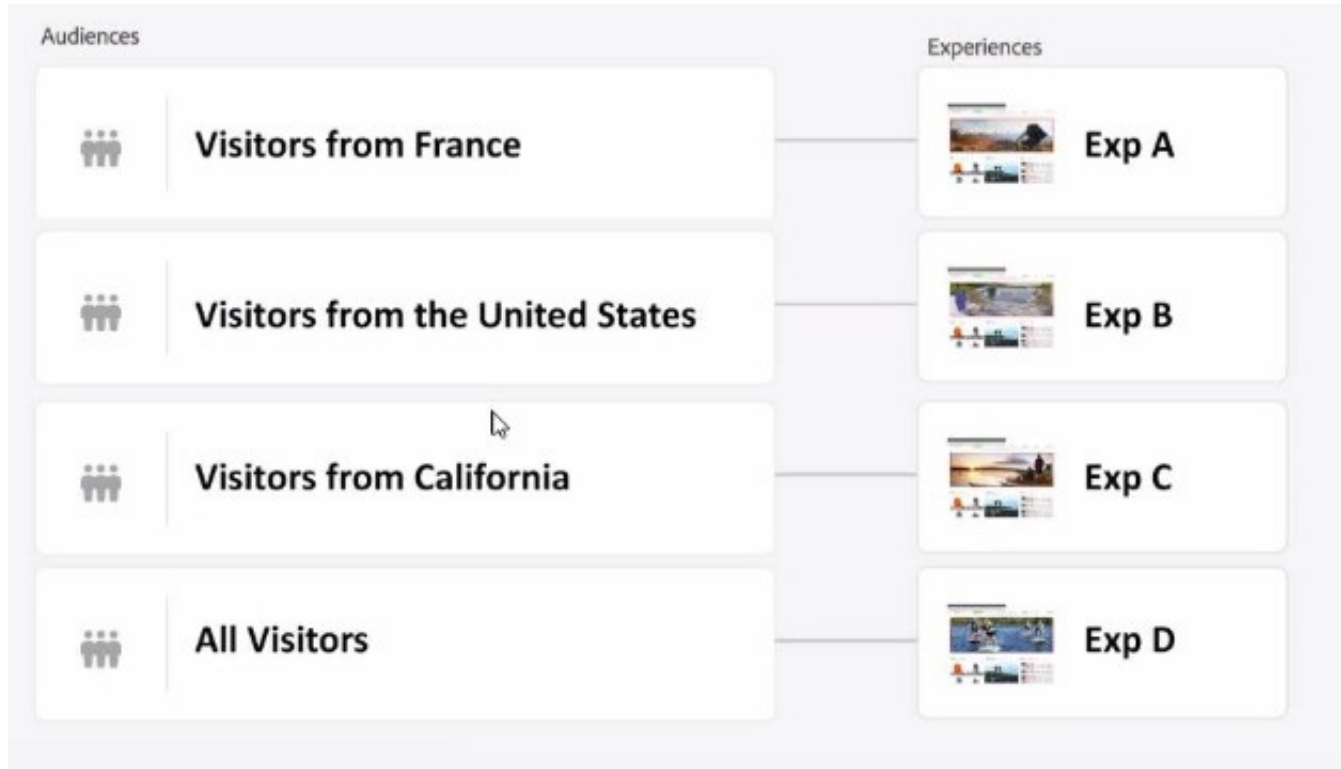 Audiences
Experiences
Visitors from France
Exp A
Visitors from the United States
Exp B
Visitors from California
Exp C
All Visitors
Exp D